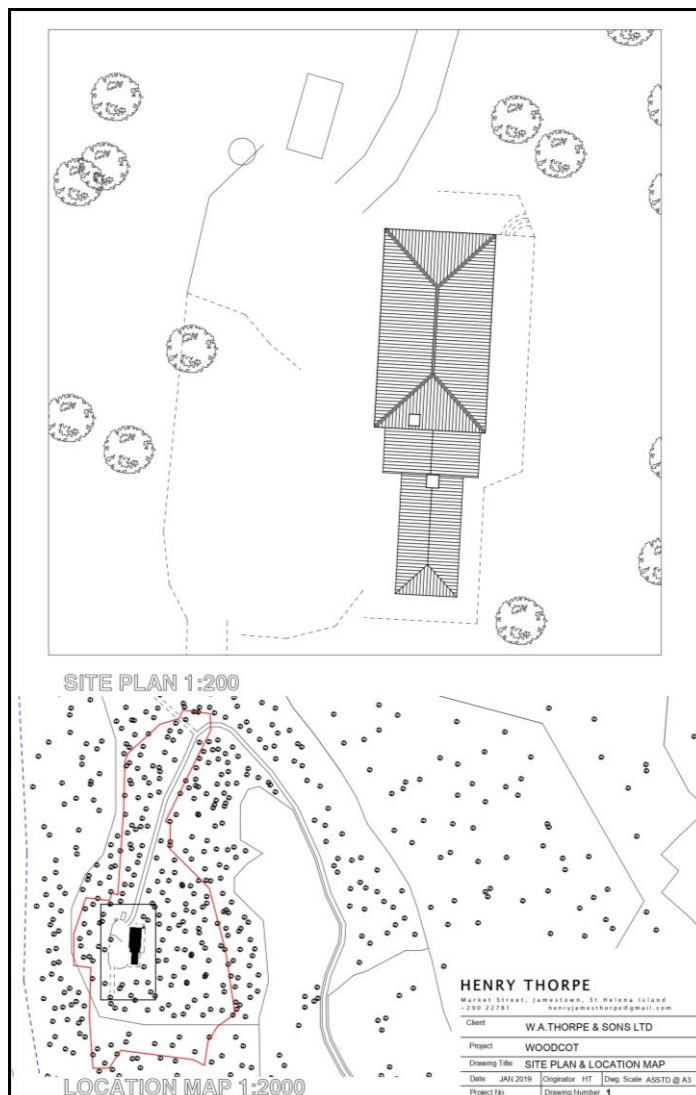 SITE PLAN 1:200
LOCATION MAP 1:2000
HENRY THORPE
Market Street, Jamestown, St Helena Island
~290 22781 henryjamesthorpe@gmail.com
Client W.A.THORPE & SONS LTD
Project WOODCOT
Drawing Title SITE PLAN & LOCATION MAP
Date JAN 2019 Originator HT Dwg. Scale ASSTD @ A3
Project No. Drawing Number 1